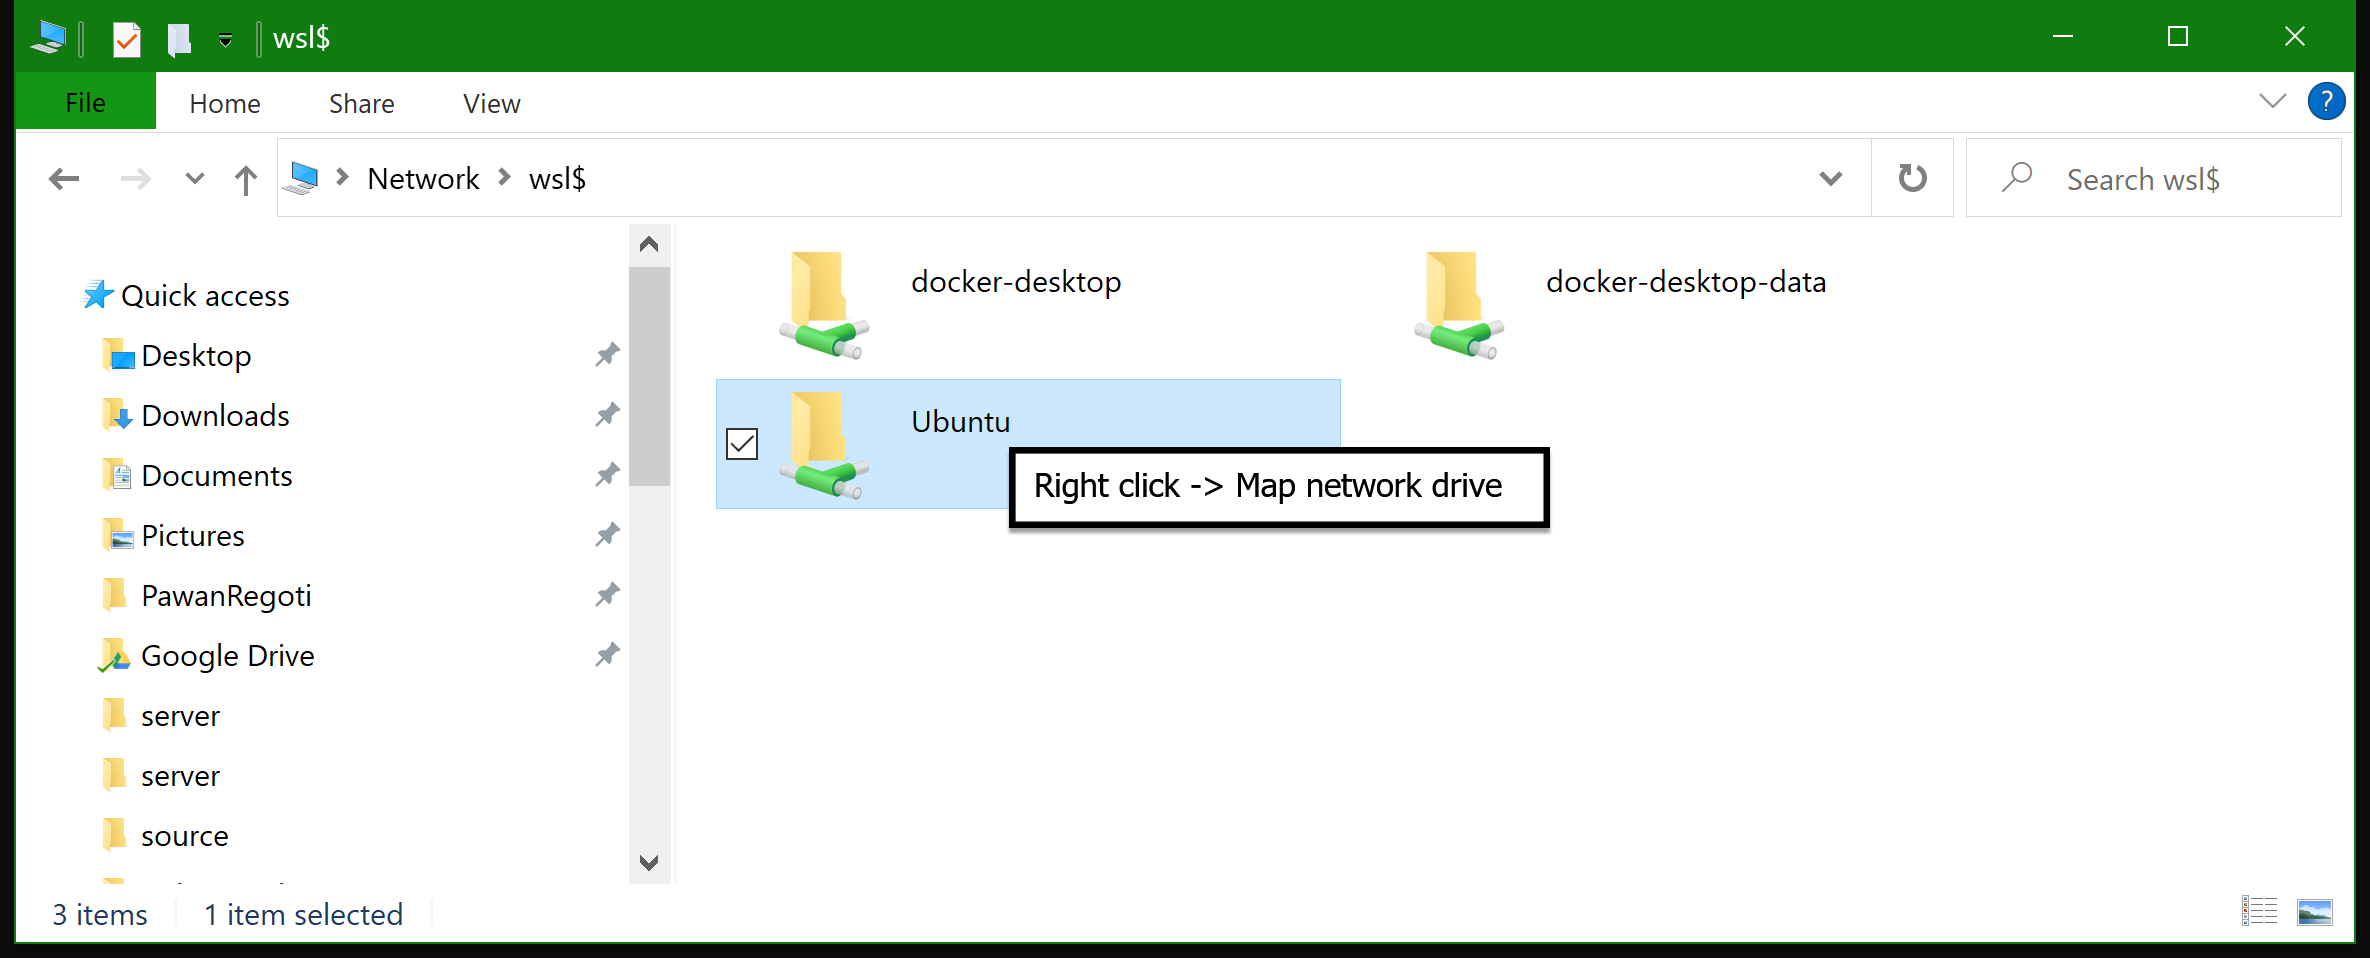 wsl$
File Home Share View
?
Network wsl$
Search wsl$
Quick access
Desktop
Downloads
Documents
Pictures
PawanRegoti
Google Drive
server
server
source
docker-desktop
docker-desktop-data
Ubuntu
Right click -> Map network drive
3 items 1 item selected